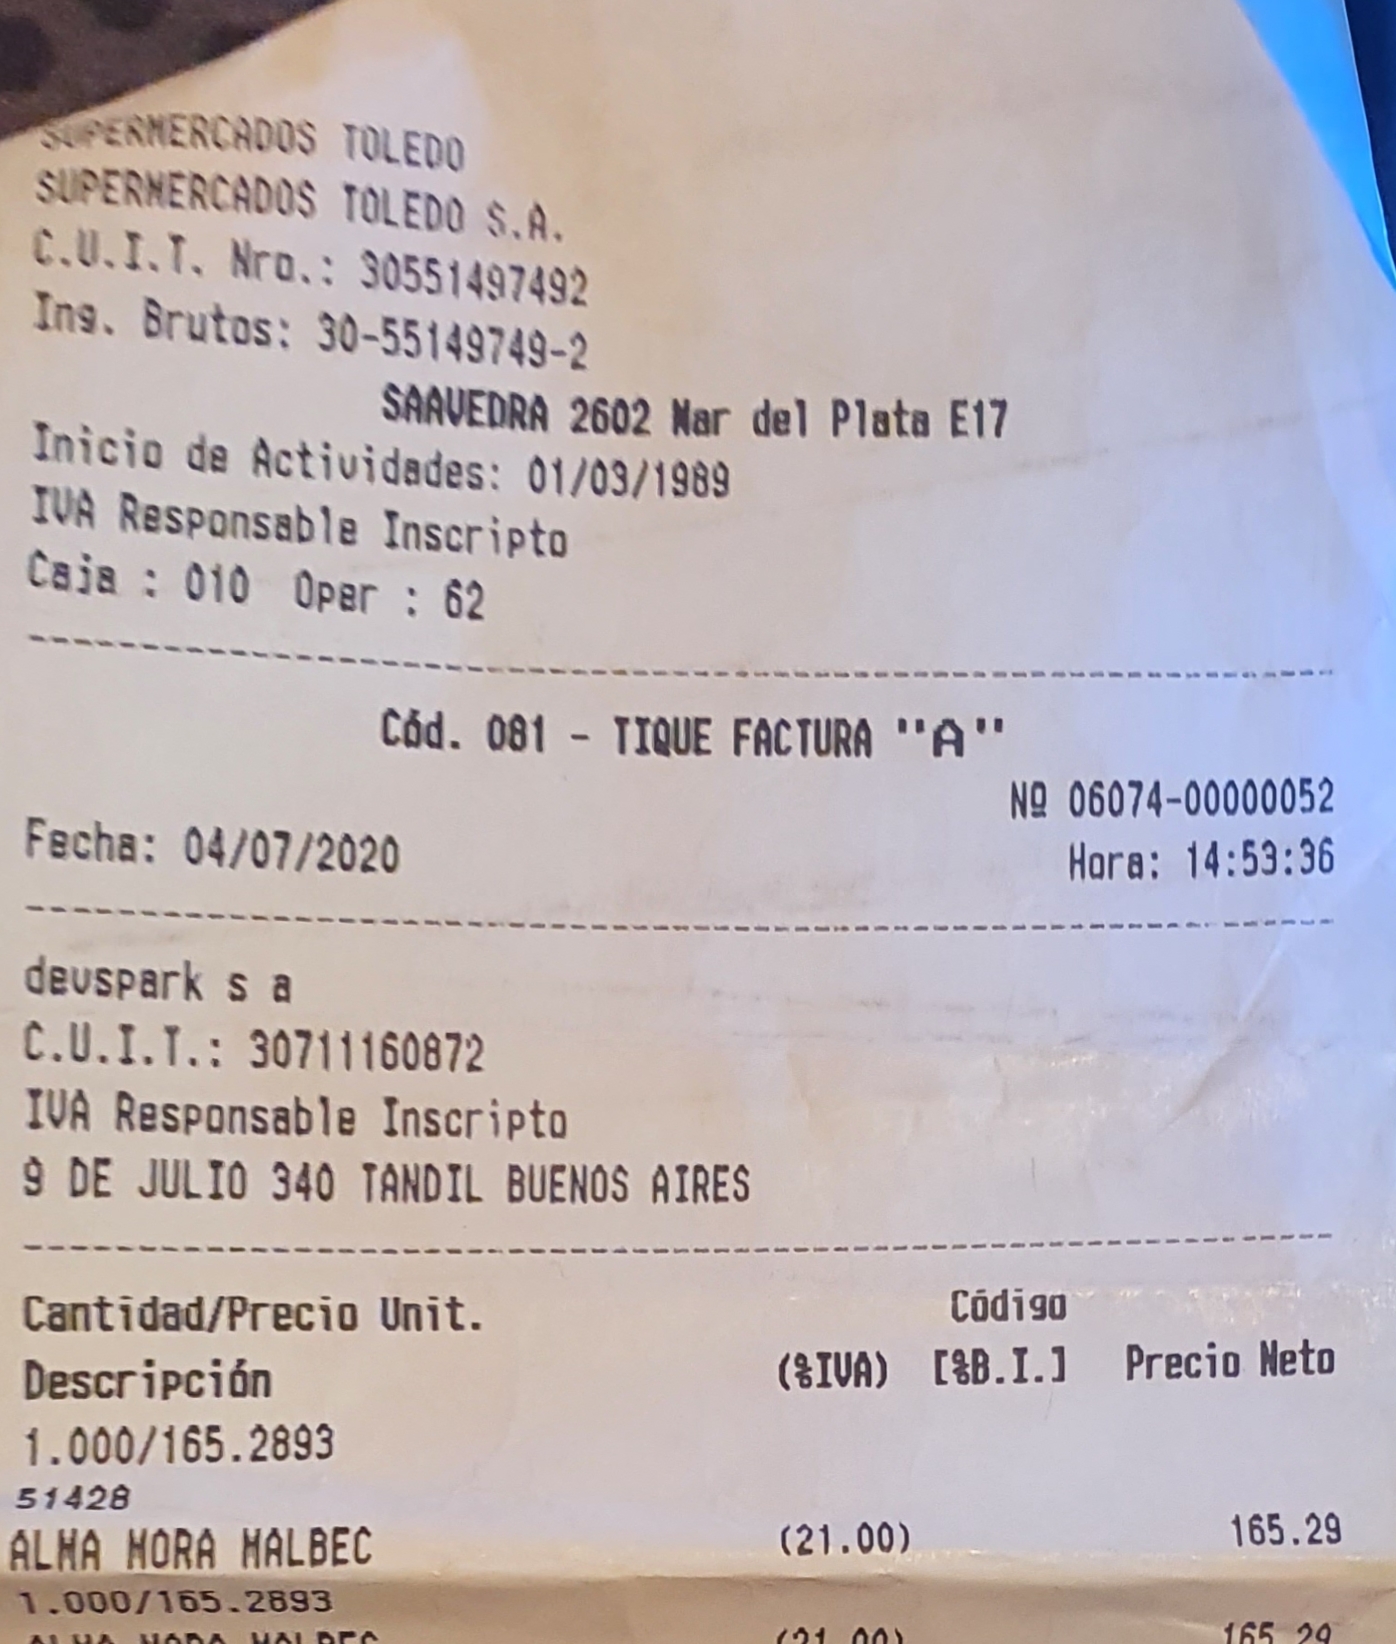 SUPERMERCADOS TOLEDO
SUPERMERCADOS TOLEDO S.A.
C.U.I.T. Nro.: 30551497492
Ing. Brutos: 30-55149749-2
SAAVEDRA 2602 Mar del Plata E17
Inicio de Actividades: 01/03/1989
IVA Responsable Inscripto
Caja : 010 Oper : 62
Cód. 081 - TIQUE FACTURA "A"
Nº 06074-00000052
Fecha: 04/07/2020 Hora: 14:53:36
devspark s a
C.U.I.T.: 30711160872
IVA Responsable Inscripto
9 DE JULIO 340 TANDIL BUENOS AIRES
Cantidad/Precio Unit. Código
Descripción (%IVA) [%B.I.] Precio Neto
1.000/165.2893
51428
ALMA MORA MALBEC (21.00) 165.29
1.000/165.2893
ALMA MORA MALBEC (21.00) 165.29